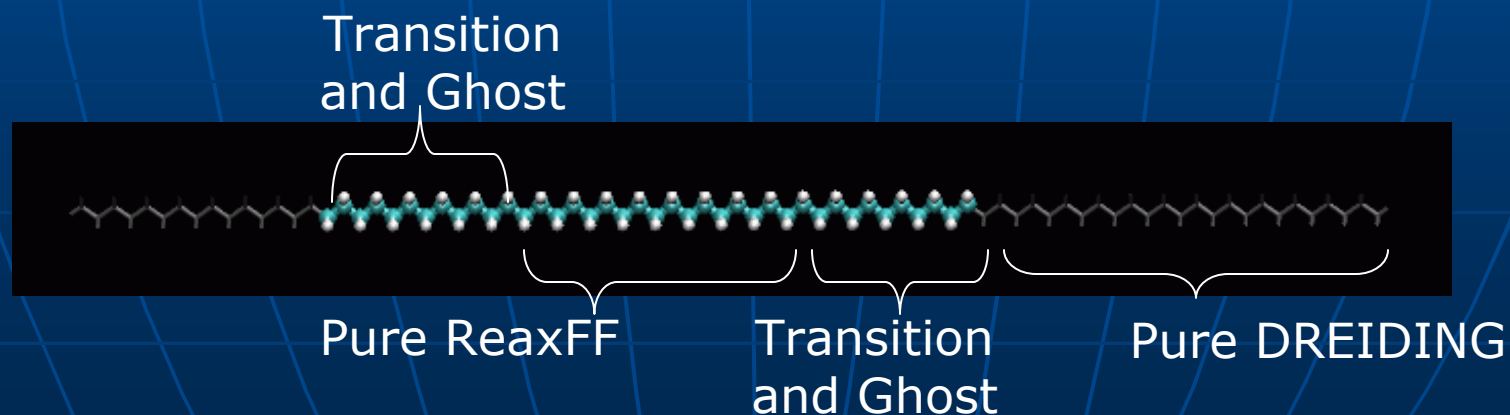 Transition
and Ghost
Pure ReaxFF
Transition
and Ghost
Pure DREIDING